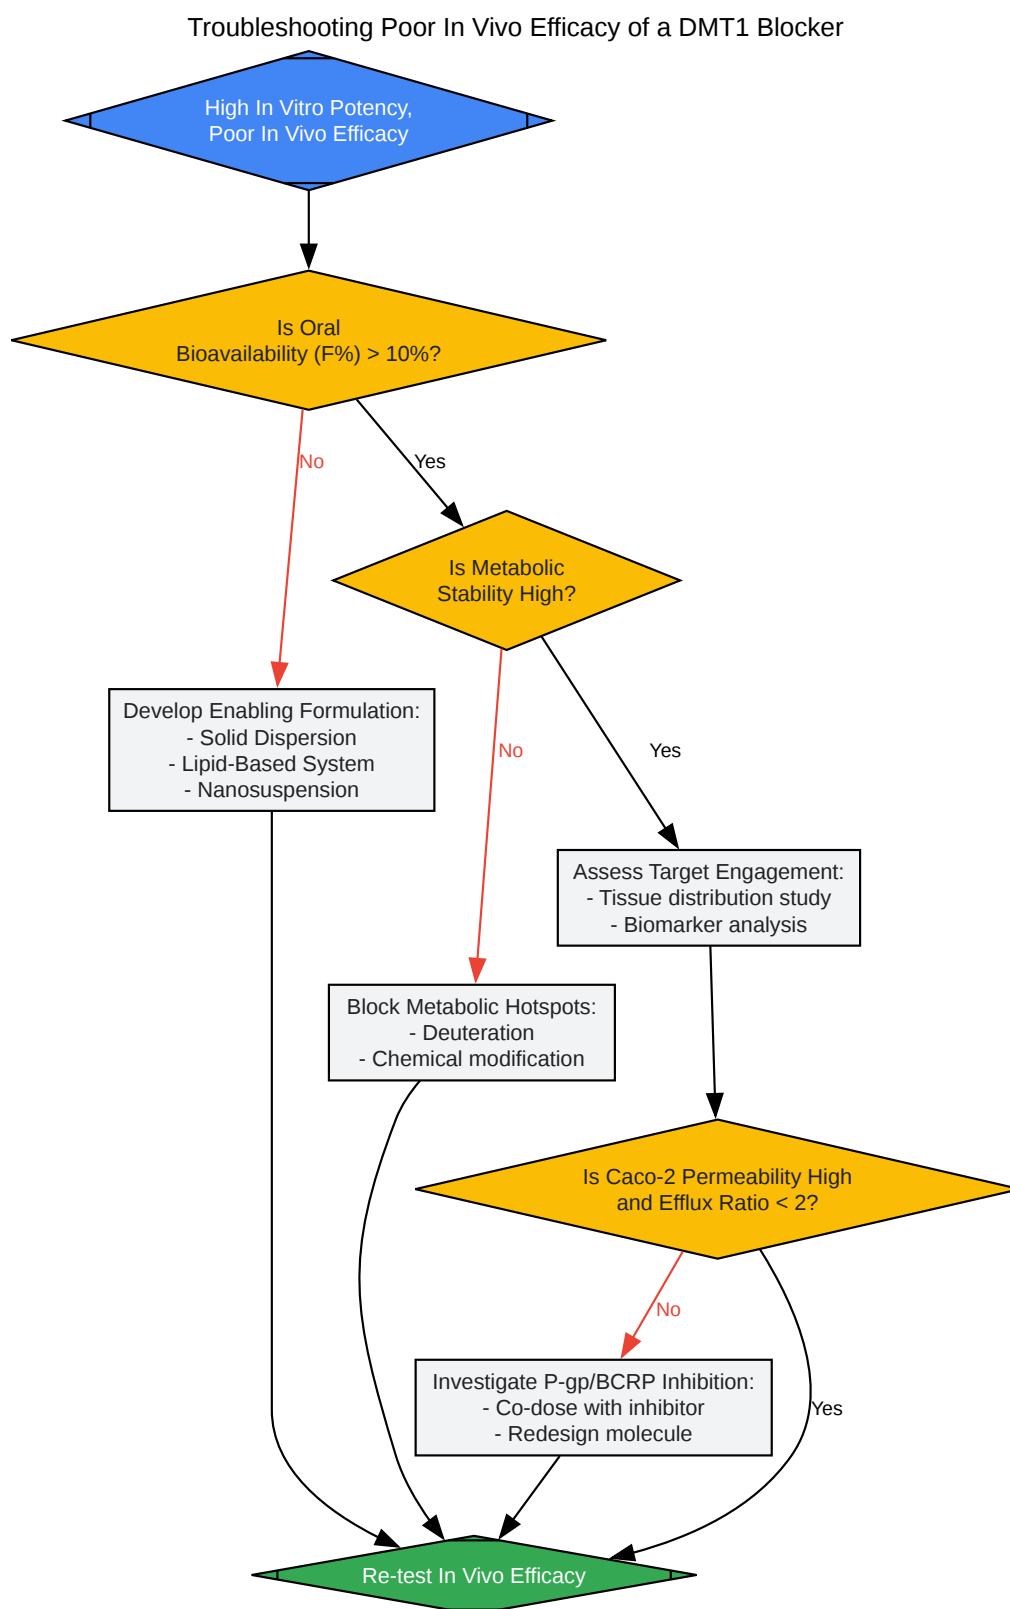 Troubleshooting Poor In Vivo Efficacy of a DMT1 Blocker
High In Vitro Potency,
Poor In Vivo Efficacy
Is Oral
Bioavailability (F%) > 10%?
No
Yes
Is Metabolic
Stability High?
Develop Enabling Formulation:
- Solid Dispersion
- Lipid-Based System
- Nanosuspension
No
Yes
Assess Target Engagement:
- Tissue distribution study
- Biomarker analysis
Block Metabolic Hotspots:
- Deuteration
- Chemical modification
Is Caco-2 Permeability High
and Efflux Ratio < 2?
No
Investigate P-gp/BCRP Inhibition:
- Co-dose with inhibitor
- Redesign molecule
Yes
Re-test In Vivo Efficacy